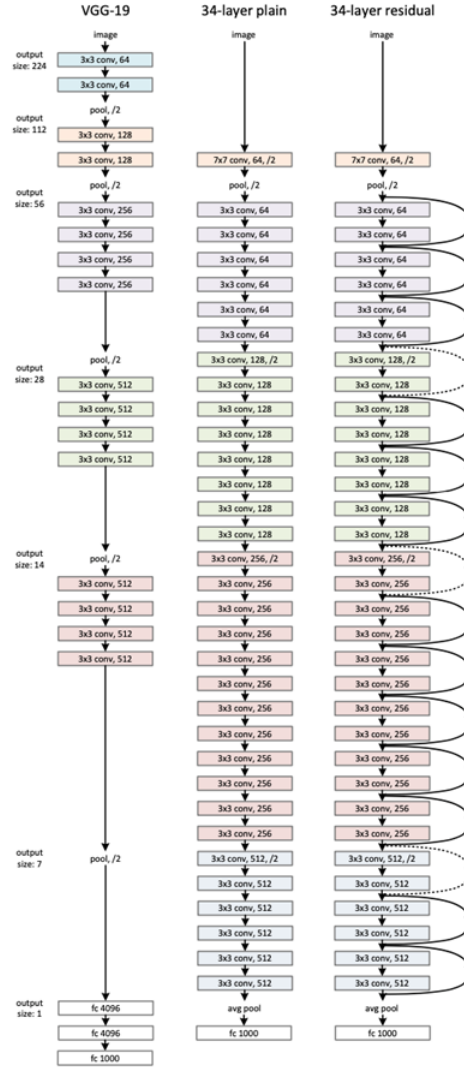 output
size: 224
output
size: 112
output
size: 56
output
size: 28
output
size: 14
output
size: 7
output
size: 1
VGG-19
image
3x3 conv, 64
3x3 conv, 64
pool, /2
3x3 conv, 128
3x3 conv, 128
pool, /2
3x3 conv, 256
3x3 conv, 256
3x3 conv, 256
3x3 conv, 256
pool, /2
3x3 conv, 512
3x3 conv, 512
3x3 conv, 512
3x3 conv, 512
pool, /2
3x3 conv, 512
3x3 conv, 512
3x3 conv, 512
3x3 conv, 512
pool, /2
fc 4096
fc 4096
fc 1000
34-layer plain
image
7x7 conv, 64, /2
pool, /2
3x3 conv, 64
3x3 conv, 64
3x3 conv, 64
3x3 conv, 64
3x3 conv, 64
3x3 conv, 64
3x3 conv, 128, /2
3x3 conv, 128
3x3 conv, 128
3x3 conv, 128
3x3 conv, 128
3x3 conv, 128
3x3 conv, 128
3x3 conv, 128
3x3 conv, 256, /2
3x3 conv, 256
3x3 conv, 256
3x3 conv, 256
3x3 conv, 256
3x3 conv, 256
3x3 conv, 256
3x3 conv, 256
3x3 conv, 256
3x3 conv, 256
3x3 conv, 256
3x3 conv, 256
3x3 conv, 512, /2
3x3 conv, 512
3x3 conv, 512
3x3 conv, 512
3x3 conv, 512
3x3 conv, 512
avg pool
fc 1000
34-layer residual
image
7x7 conv, 64, /2
pool, /2
3x3 conv, 64
3x3 conv, 64
3x3 conv, 64
3x3 conv, 64
3x3 conv, 64
3x3 conv, 64
3x3 conv, 128, /2
3x3 conv, 128
3x3 conv, 128
3x3 conv, 128
3x3 conv, 128
3x3 conv, 128
3x3 conv, 128
3x3 conv, 128
3x3 conv, 256, /2
3x3 conv, 256
3x3 conv, 256
3x3 conv, 256
3x3 conv, 256
3x3 conv, 256
3x3 conv, 256
3x3 conv, 256
3x3 conv, 256
3x3 conv, 256
3x3 conv, 256
3x3 conv, 256
3x3 conv, 512, /2
3x3 conv, 512
3x3 conv, 512
3x3 conv, 512
3x3 conv, 512
3x3 conv, 512
avg pool
fc 1000